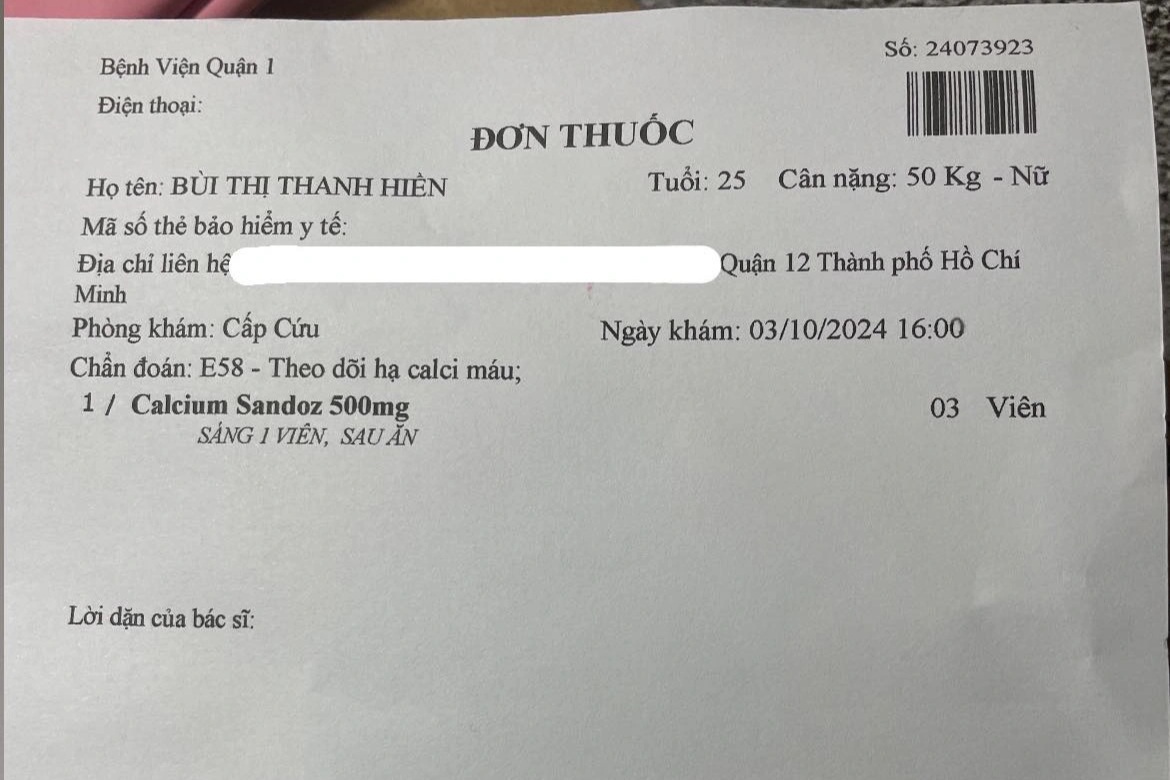 Bệnh Viện Quận 1
Số: 24073923
Điện thoại:
ĐƠN THUỐC
Họ tên: BÙI THỊ THANH HIỀN Tuổi: 25 Cân nặng: 50 Kg - Nữ
Mã số thẻ bảo hiểm y tế:
Địa chỉ liên hệ Quận 12 Thành phố Hồ Chí
Minh
Phòng khám: Cấp Cứu Ngày khám: 03/10/2024 16:00
Chẩn đoán: E58 - Theo dõi hạ calci máu;
1 / Calcium Sandoz 500mg 03 Viên
SÁNG 1 VIÊN, SAU ĂN
Lời dặn của bác sĩ: